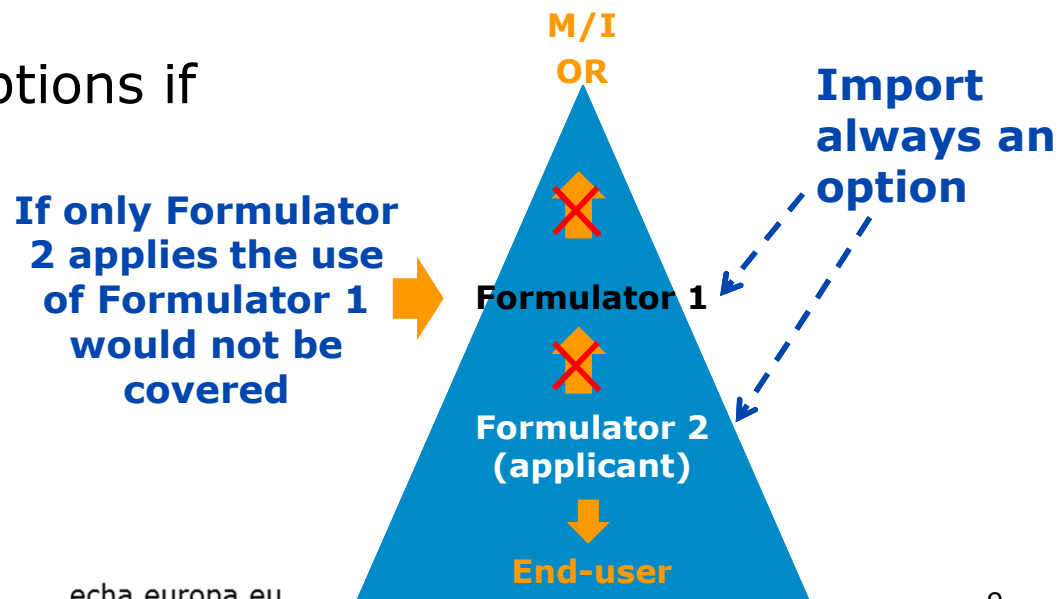 M/I
OR
ptions if
Import
always an
option
If only Formulator
2 applies the use
of Formulator 1
would not be
covered
Formulator 1
Formulator 2
(applicant)
End-user
echa.europa.eu